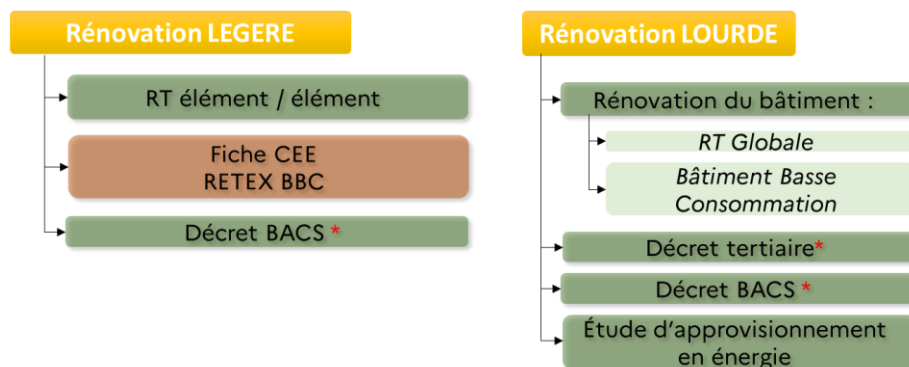 Rénovation LEGERE
RT élément / élément
Fiche CEE
RETEX BBC
Décret BACS *
Rénovation LOURDE
Rénovation du bâtiment :
RT Globale
Bâtiment Basse
Consommation
Décret tertiaire*
Décret BACS *
Étude d'approvisionnement
en énergie